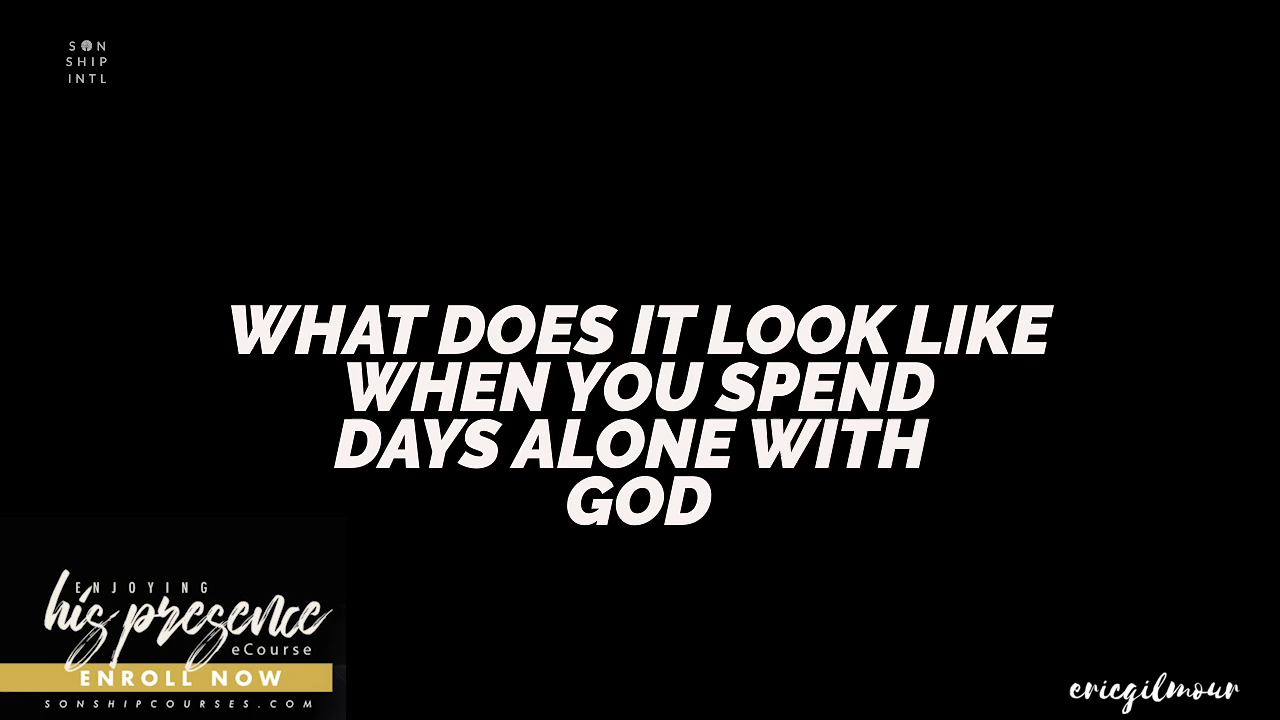 SON
SHIP
INTL
WHAT DOES IT LOOK LIKE
WHEN YOU SPEND
DAYS ALONE WITH
GOD
ENJOYING
his presence
eCourse
ENROLL NOW
SONSHIPCOURSES.COM
ericgilmour